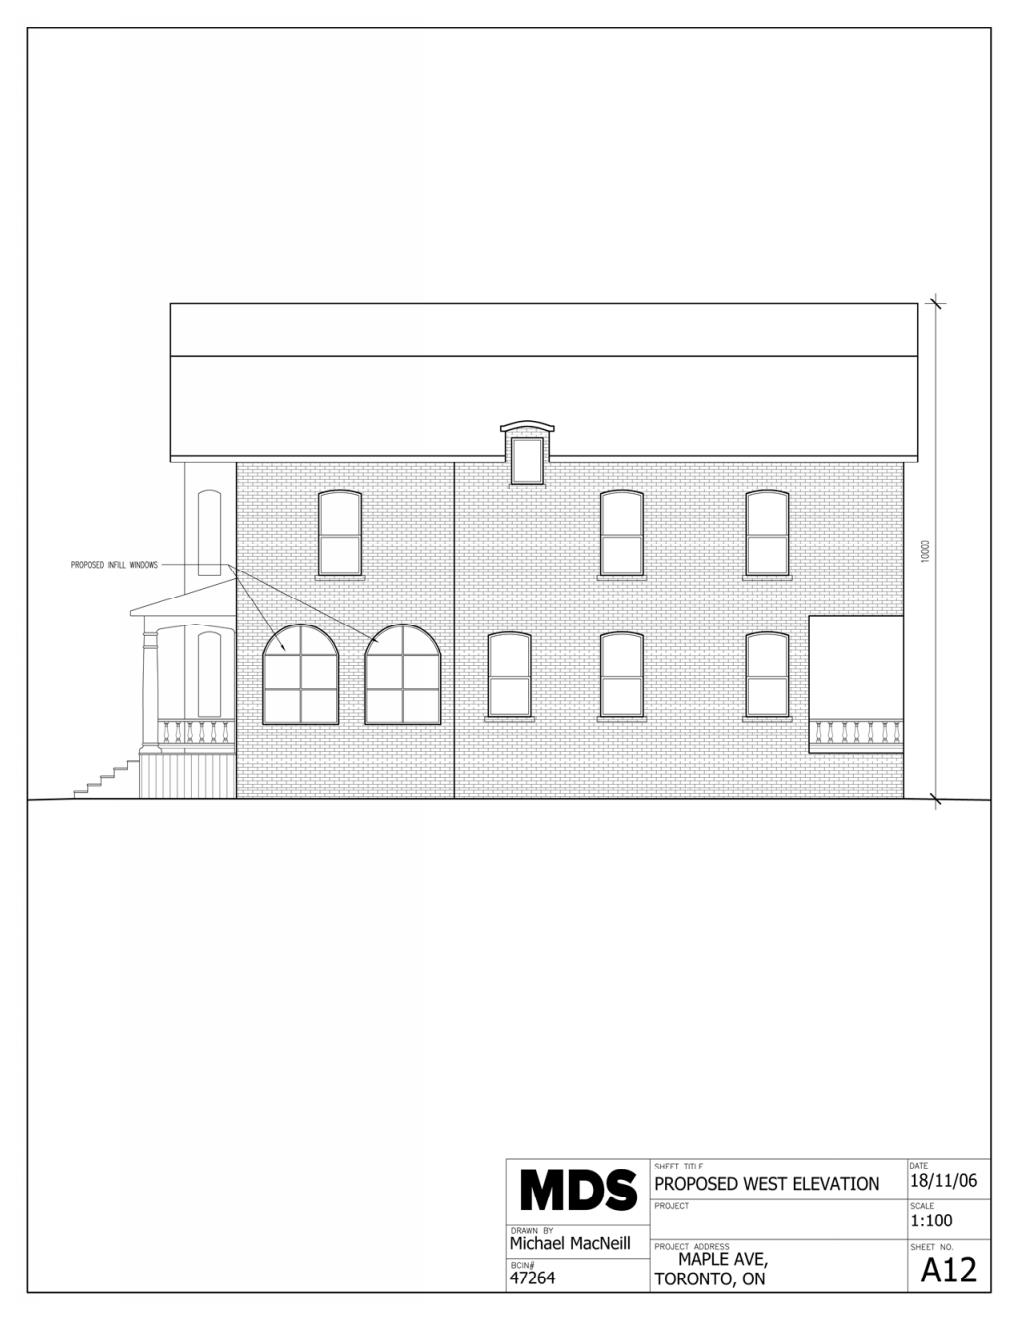 10000
PROPOSED INFILL WINDOWS
MDS
DRAWN BY
Michael MacNeill
BCIN#
47264
SHEET TITLE
PROPOSED WEST ELEVATION
PROJECT
PROJECT ADDRESS
MAPLE AVE,
TORONTO, ON
DATE
18/11/06
SCALE
1:100
SHEET NO.
A12